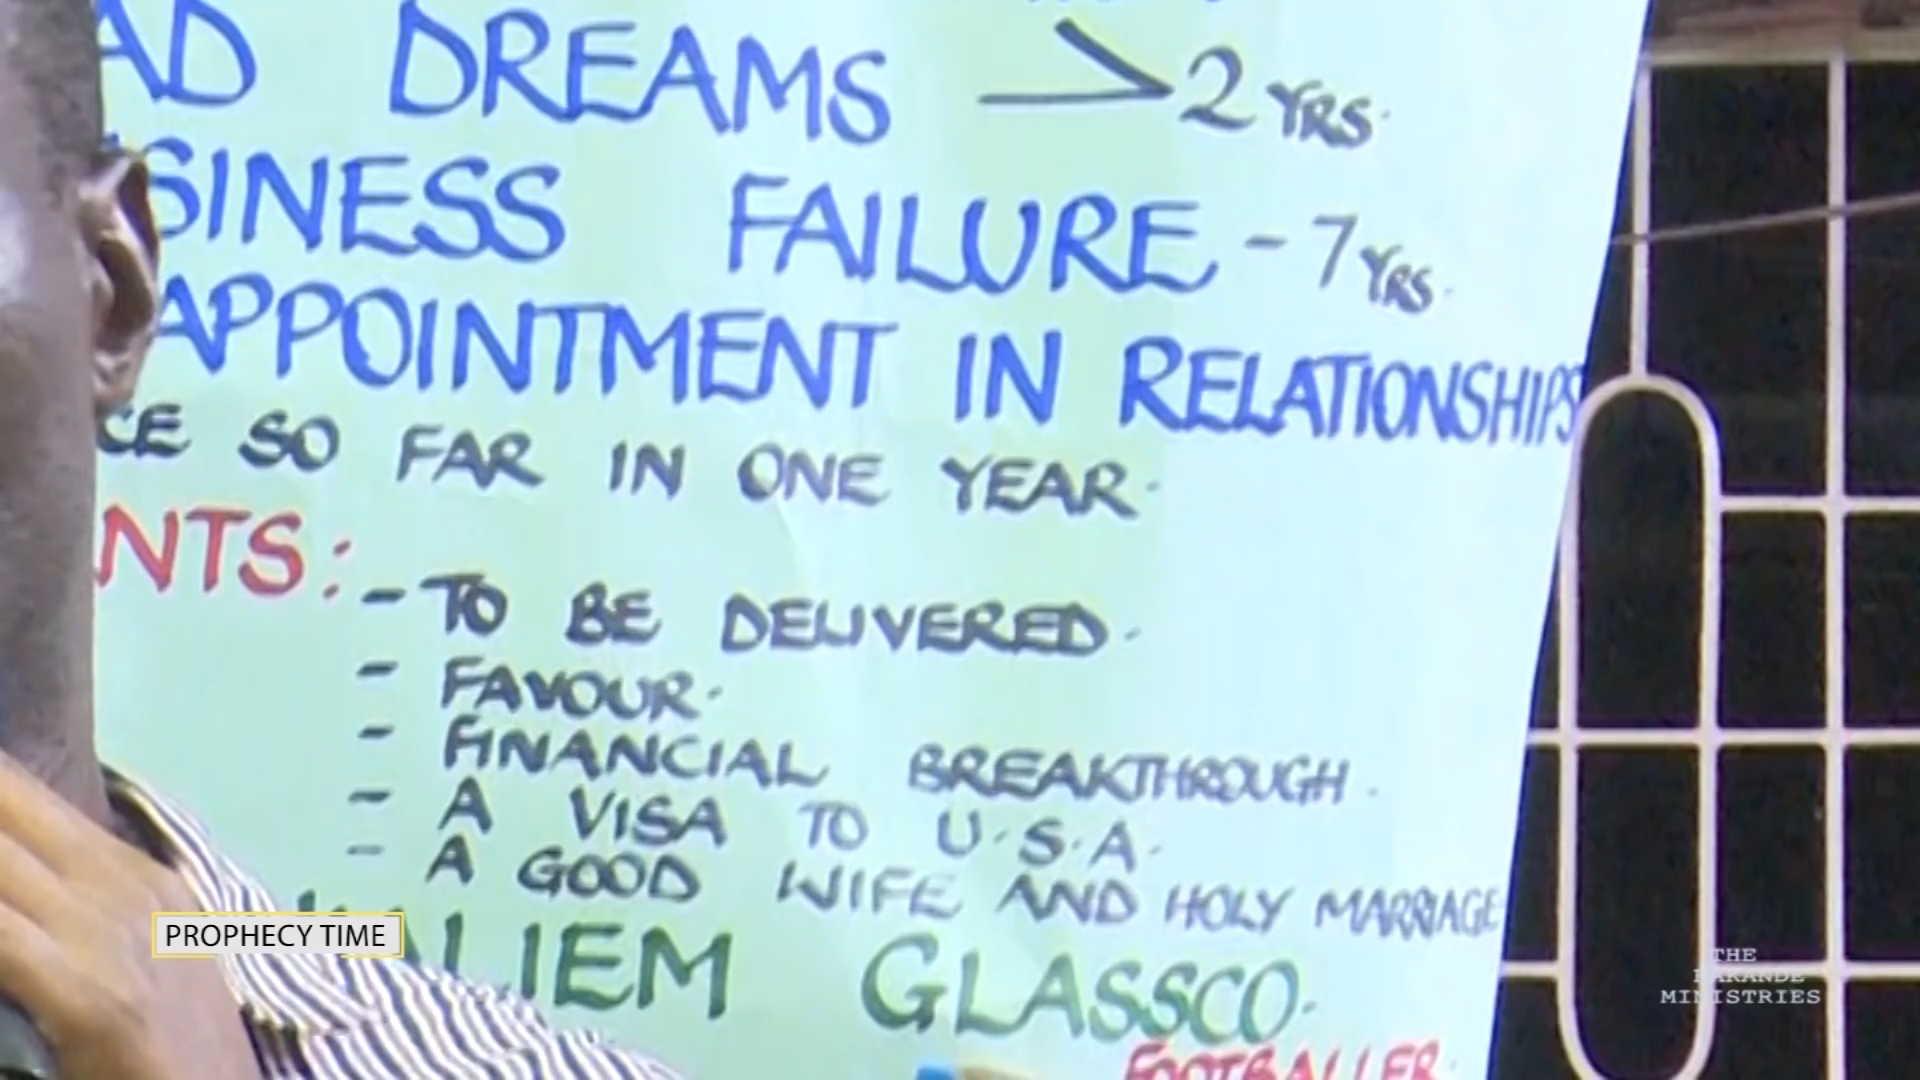 AD DREAMS > 2 YRS.
SINESS FAILURE - 7 YRS.
APPOINTMENT IN RELATIONSHIPS
CE SO FAR IN ONE YEAR.
NTS:
- TO BE DELIVERED.
- FAVOUR.
- FINANCIAL BREAKTHROUGH.
- A VISA TO U.S.A.
- A GOOD WIFE AND HOLY MARRIAGE
LIEM GLASSCO.
FOOTBALLER.
PROPHECY TIME
THE
MINISTRIES